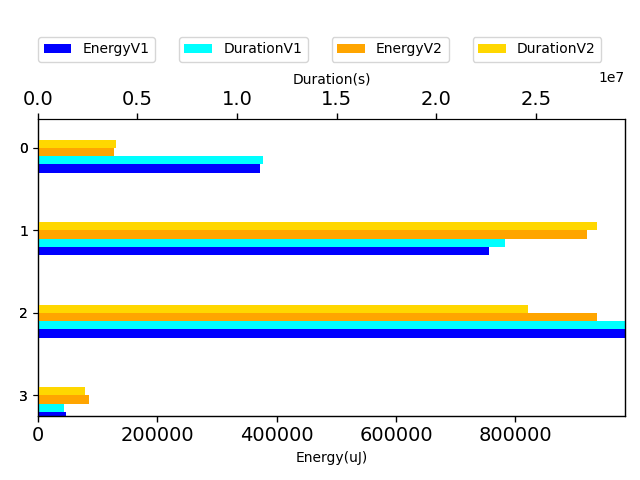 EnergyV1 DurationV1 EnergyV2 DurationV2
Duration(s)
1e7
0.0 0.5 1.0 1.5 2.0 2.5
0
1
2
3
0 200000 400000 600000 800000
Energy(uJ)